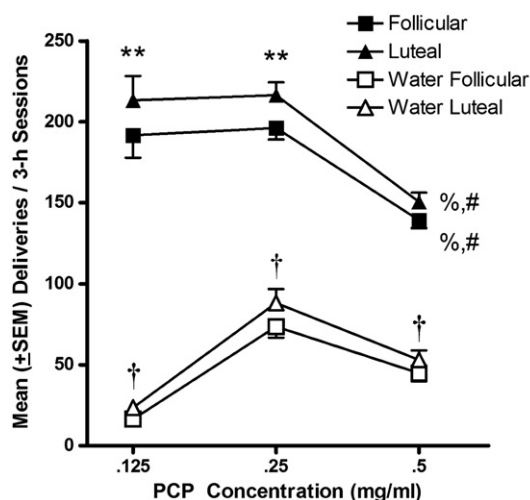 Follicular
Luteal
Water Follicular
Water Luteal
Mean (±SEM) Deliveries / 3-h Sessions
250
200
150
100
50
0
** **
%,#
%,#
†
†
†
.125 .25 .5
PCP Concentration (mg/ml)